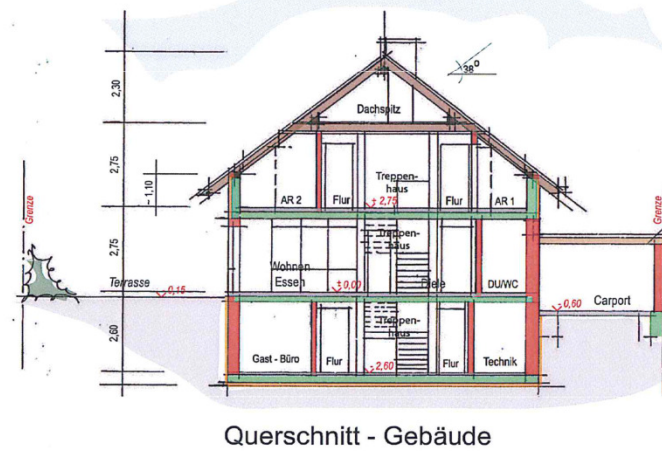 2,30
38°
Dachspitz
2,75
~ 1,10
Treppen-
haus
AR 2
Flur
Flur
AR 1
± 2,75
Grenze
Grenze
2,75
Treppen-
haus
Wohnen
Essen
Diele
DU/WC
Terrasse
-0,15
±0,00
-0,60
Carport
2,60
Treppen-
haus
Gast - Büro
Flur
Flur
Technik
-2,60
Querschnitt - Gebäude